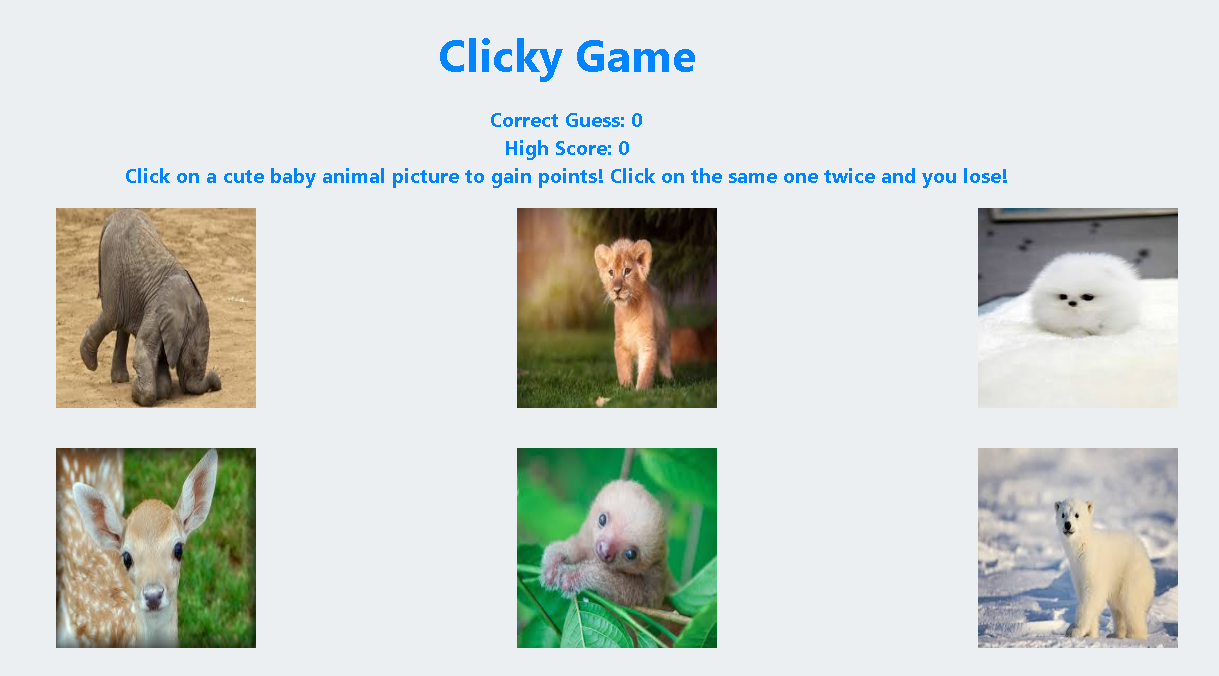 Clicky Game
Correct Guess: 0
High Score: 0
Click on a cute baby animal picture to gain points! Click on the same one twice and you lose!